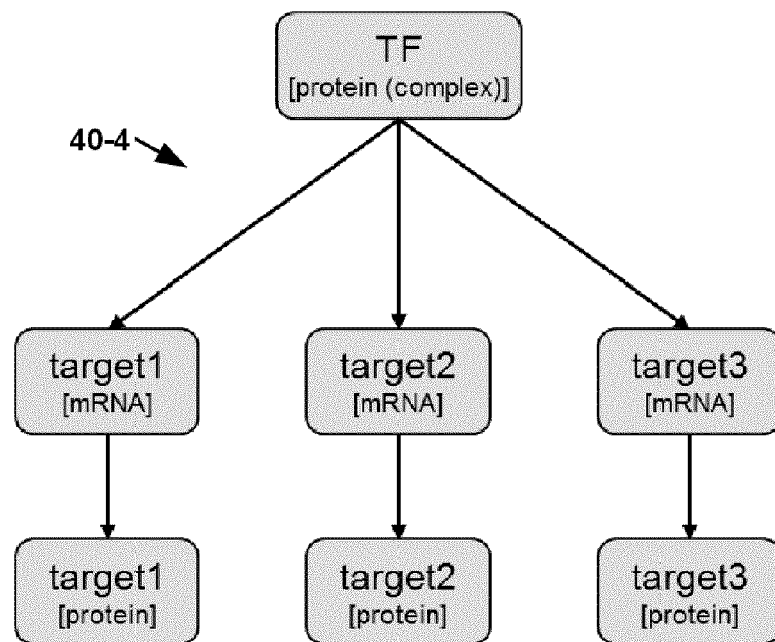 TF
[protein (complex)]
40-4
target1
[mRNA]
target2
[mRNA]
target3
[mRNA]
target1
[protein]
target2
[protein]
target3
[protein]